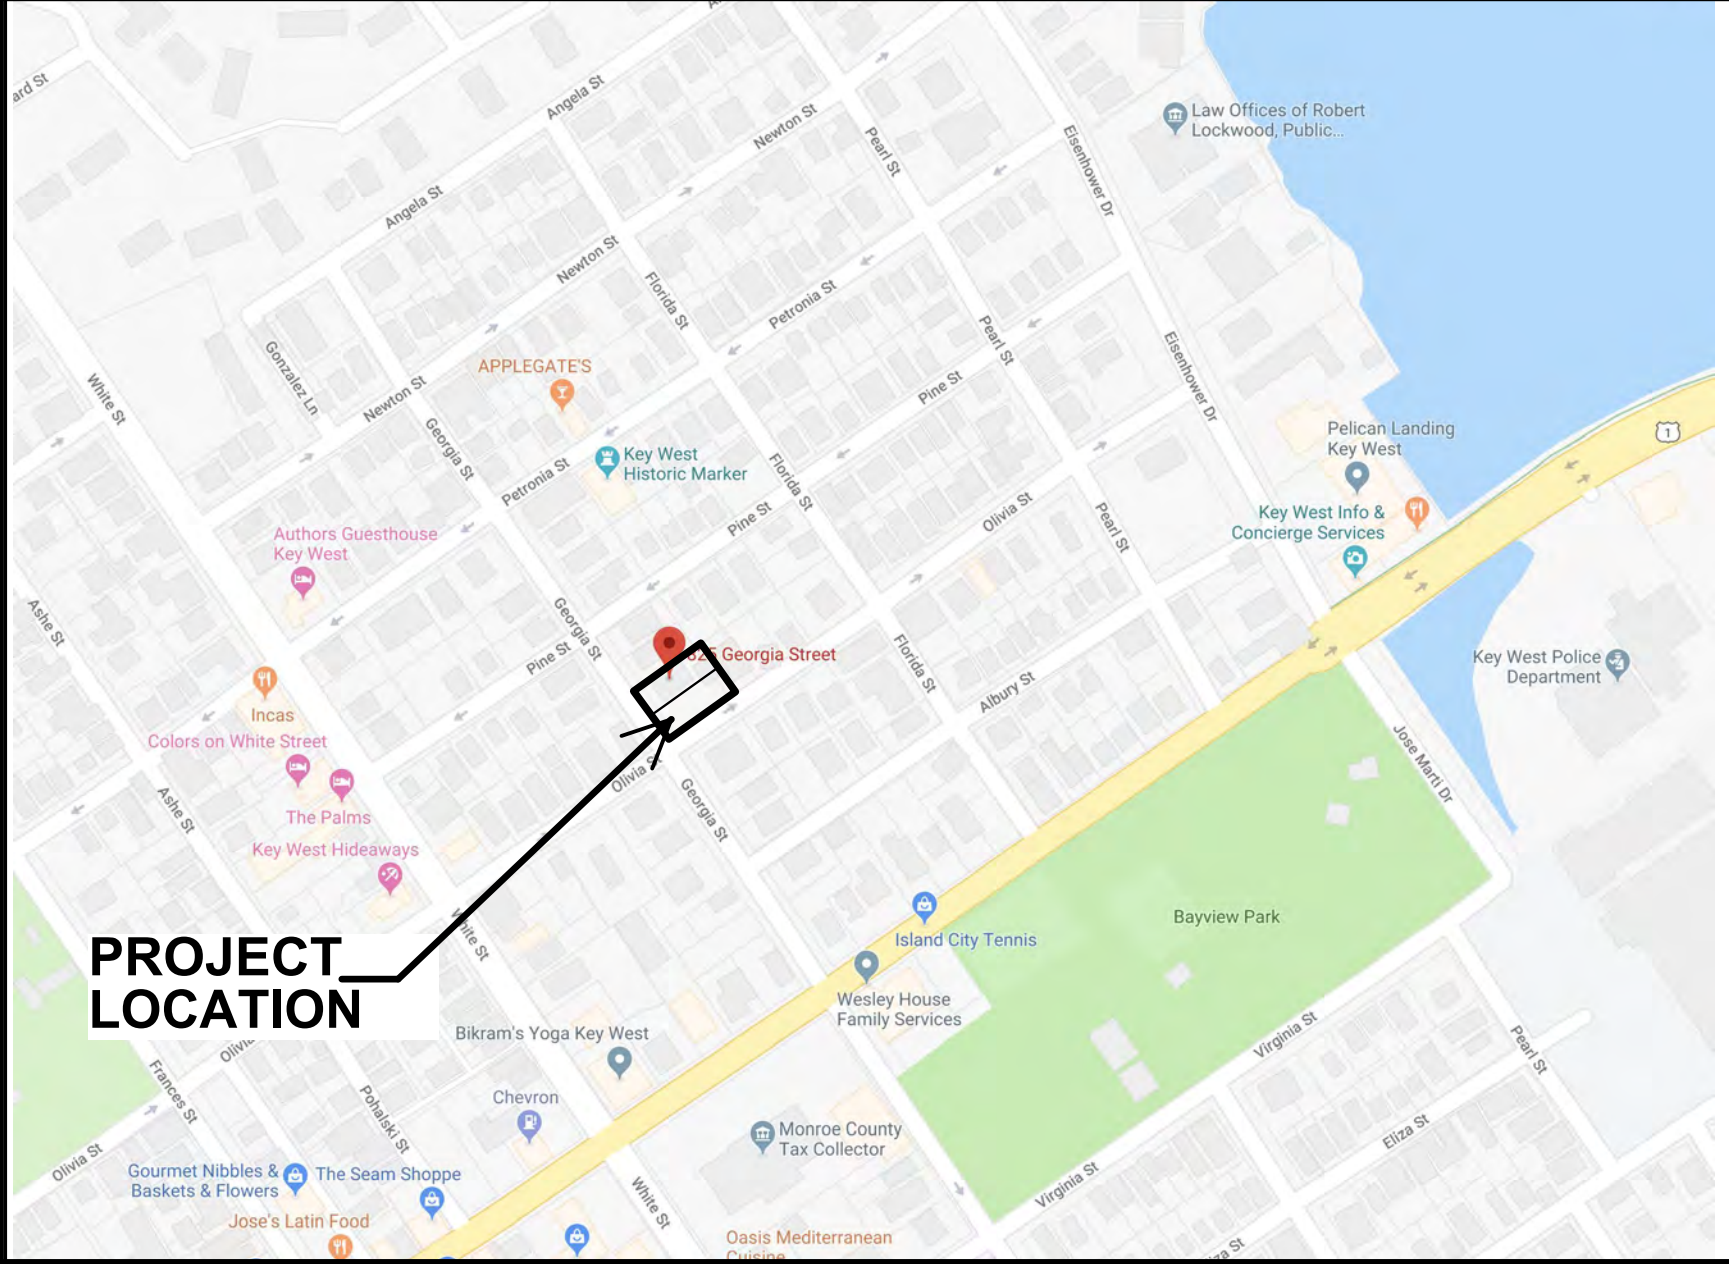 ard St
Angela St
Newton St
Pearl St
Eisenhower Dr
Law Offices of Robert
Lockwood, Public...
Angela St
Newton St
Florida St
Petronia St
Pearl St
Eisenhower Dr
Gonzalez Ln
White St
Newton St
APPLEGATE'S
Pine St
Georgia St
Petronia St
Key West
Historic Marker
Florida St
Pelican Landing
Key West
1
Authors Guesthouse
Key West
Pine St
Olivia St
Pearl St
Key West Info &
Concierge Services
Ashe St
Georgia St
Pine St
Georgia Street
Florida St
Albury St
Key West Police
Department
Incas
Colors on White Street
Jose Marti Dr
Olivia S
Ashe St
The Palms
Georgia St
Key West Hideaways
White St
Bayview Park
Island City Tennis
PROJECT
LOCATION
Wesley House
Family Services
Bikram's Yoga Key West
Virginia St
Pearl St
Frances St
Pohalski St
Chevron
Monroe County
Tax Collector
Eliza St
Olivia St
Gourmet Nibbles &
Baskets & Flowers
The Seam Shoppe
Virginia St
White St
Jose's Latin Food
Oasis Mediterranean
Cuisine
za St